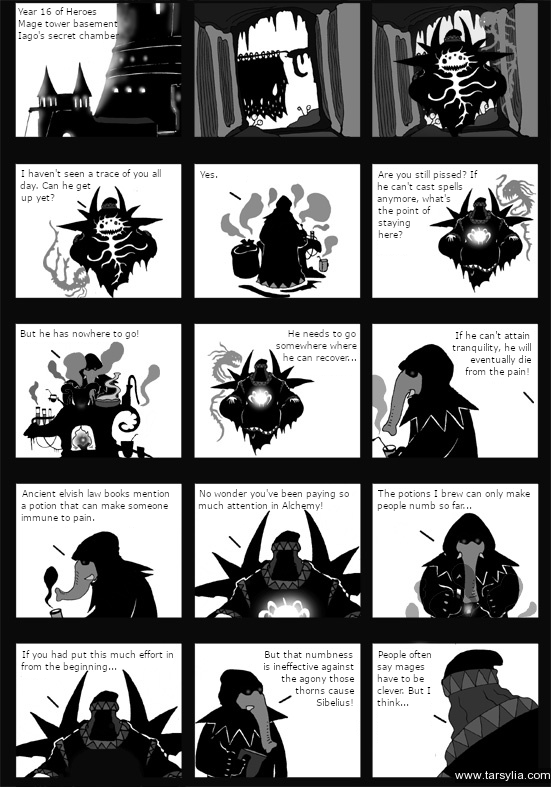 Year 16 of Heroes
Mage tower basement
Iago's secret chamber
I haven't seen a trace of you all
day. Can he get
up yet?
Yes.
Are you still pissed? If
he can't cast spells
anymore, what's
the point of
staying
here?
But he has nowhere to go!
He needs to go
somewhere where
he can recover...
If he can't attain
tranquility, he will
eventually die
from the pain!
Ancient elvish law books mention
a potion that can make someone
immune to pain.
No wonder you've been paying so
much attention in Alchemy!
The potions I brew can only make
people numb so far...
If you had put this much effort in
from the beginning...
But that numbness
is ineffective against
the agony those
thorns cause
Sibelius!
People often
say mages
have to be
clever. But I
think...
www.tarsylia.com